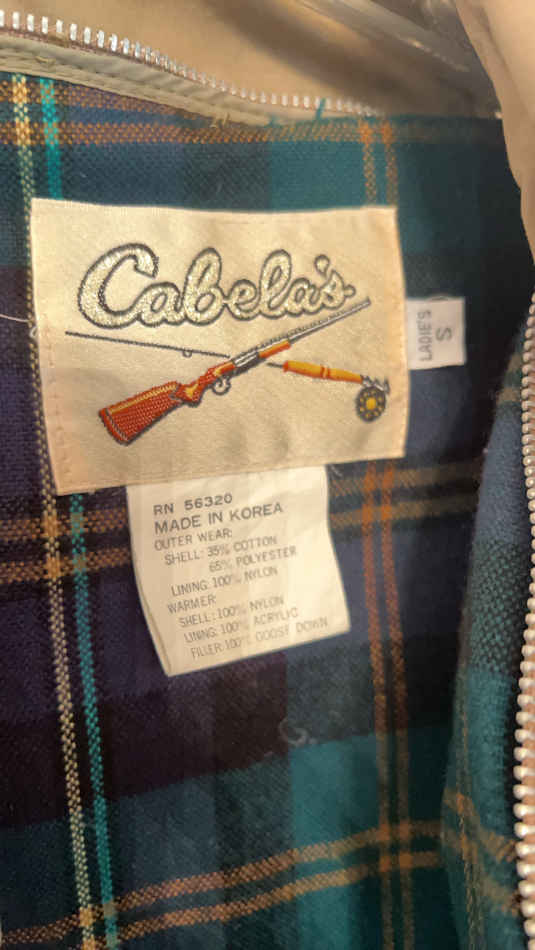 Cabela's
LADIE'S
S
RN 56320
MADE IN KOREA
OUTER WEAR:
SHELL: 35% COTTON
65% POLYESTER
LINING: 100% NYLON
WARMER:
SHELL: 100% NYLON
LINING: 100% ACRYLIC
FILLER: 100% GOOSE DOWN